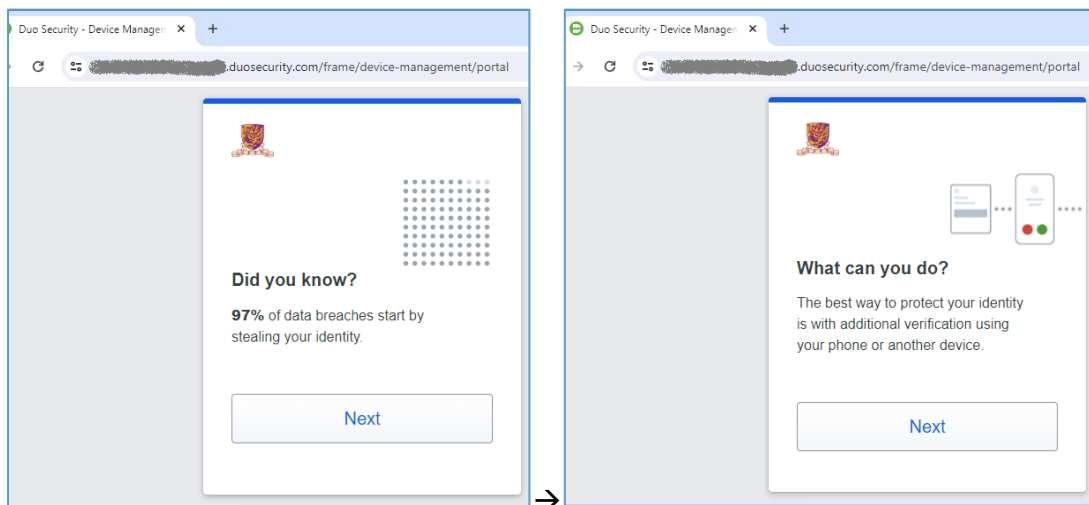 Duo Security - Device Managen
.duosecurity.com/frame/device-management/portal
Did you know?
97% of data breaches start by
stealing your identity.
Next
→
Duo Security - Device Managen
.duosecurity.com/frame/device-management/portal
What can you do?
The best way to protect your identity
is with additional verification using
your phone or another device.
Next